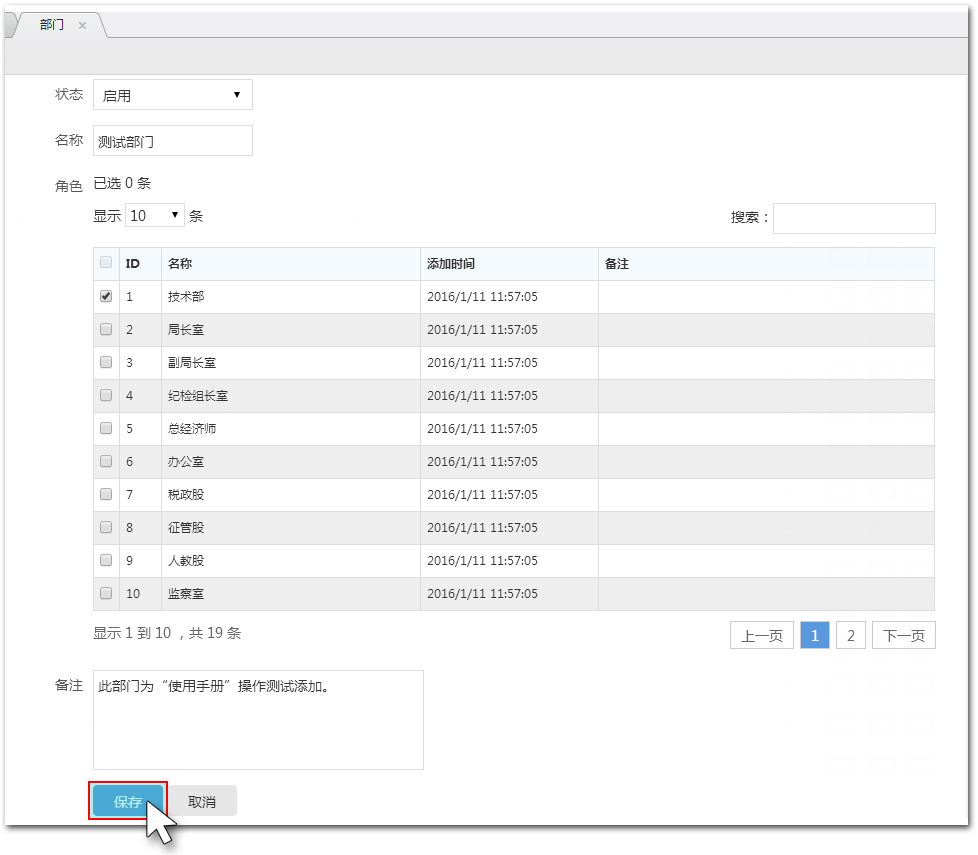 部门 ×
状态 启用
名称 测试部门
角色 已选 0 条
显示 10 条 搜索：
ID 名称 添加时间 备注
1 技术部 2016/1/11 11:57:05
2 局长室 2016/1/11 11:57:05
3 副局长室 2016/1/11 11:57:05
4 纪检组长室 2016/1/11 11:57:05
5 总经济师 2016/1/11 11:57:05
6 办公室 2016/1/11 11:57:05
7 税政股 2016/1/11 11:57:05
8 征管股 2016/1/11 11:57:05
9 人教股 2016/1/11 11:57:05
10 监察室 2016/1/11 11:57:05
显示 1 到 10 ，共 19 条 上一页 1 2 下一页
备注 此部门为“使用手册”操作测试添加。
保存 取消